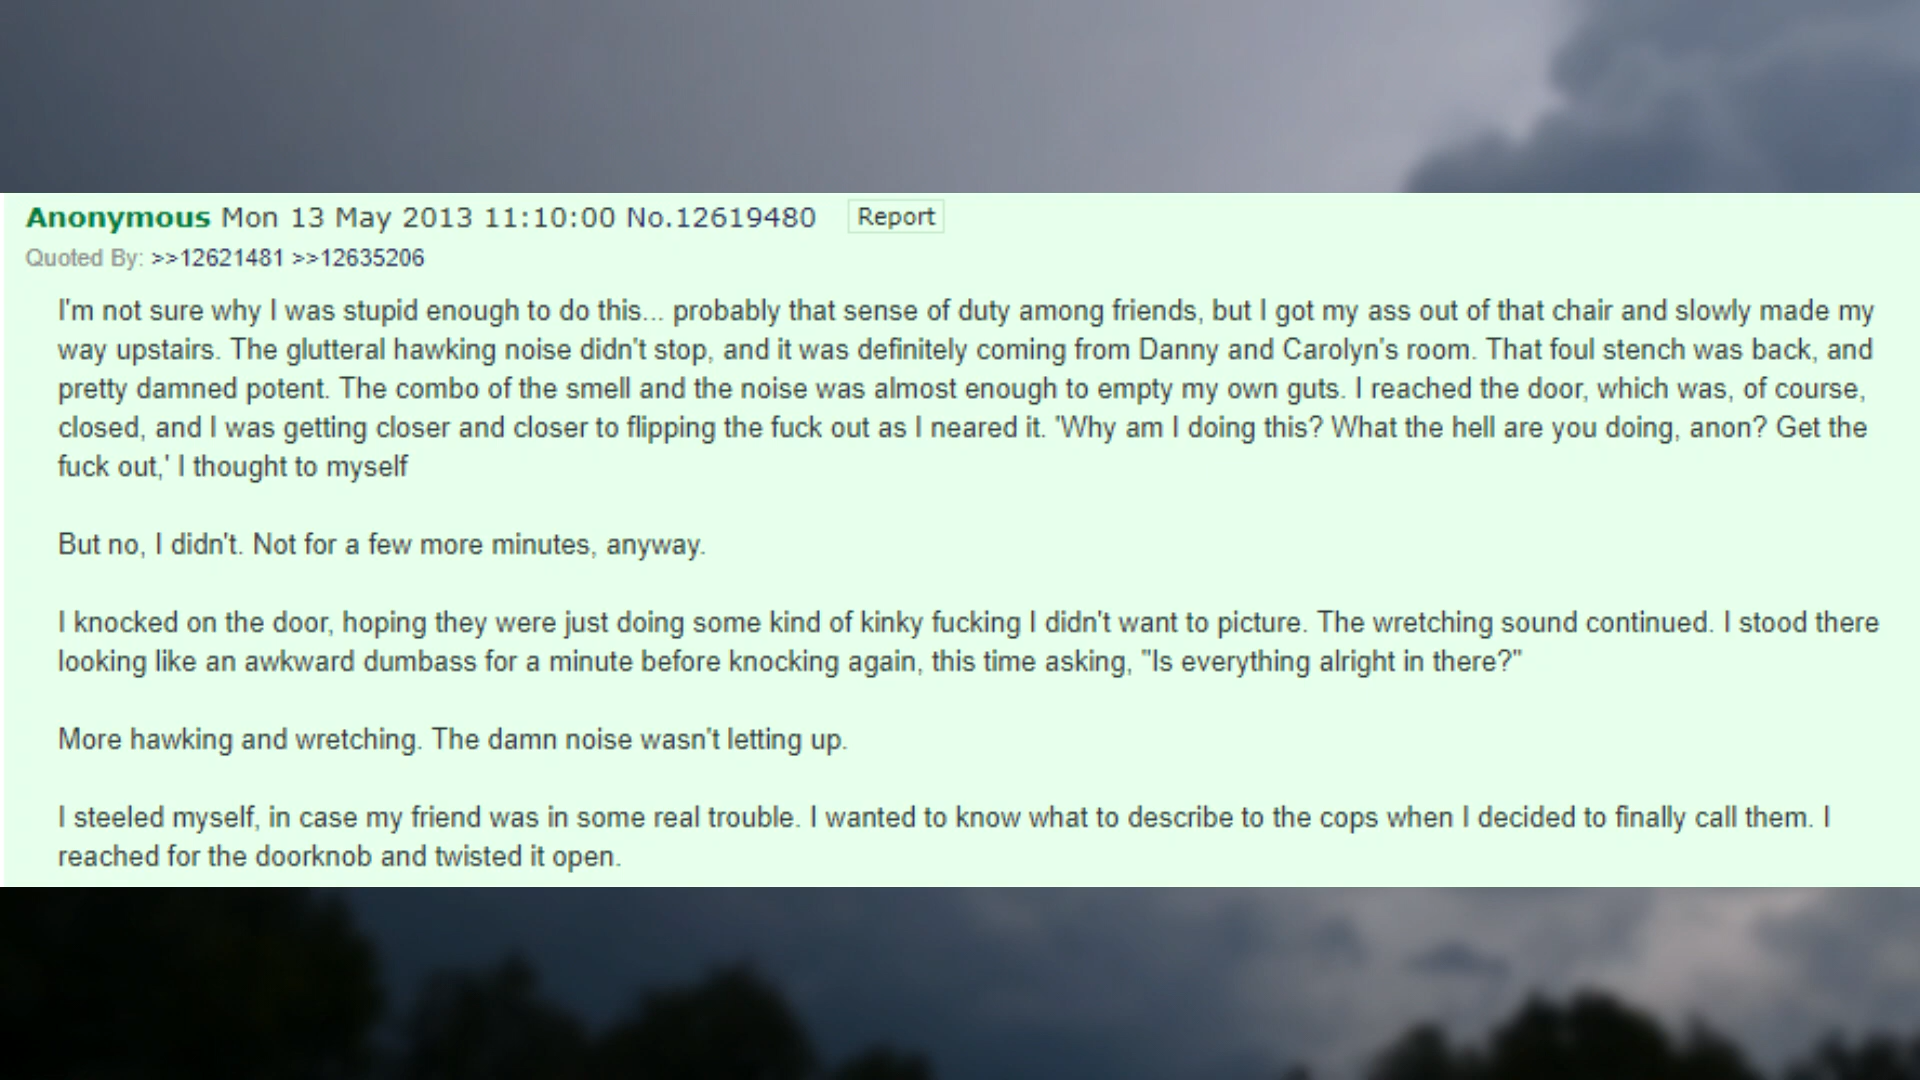 Anonymous Mon 13 May 2013 11:10:00 No.12619480 Report
Quoted By: >>12621481 >>12635206
I'm not sure why I was stupid enough to do this... probably that sense of duty among friends, but I got my ass out of that chair and slowly made my
way upstairs. The glutteral hawking noise didn't stop, and it was definitely coming from Danny and Carolyn's room. That foul stench was back, and
pretty damned potent. The combo of the smell and the noise was almost enough to empty my own guts. I reached the door, which was, of course,
closed, and I was getting closer and closer to flipping the fuck out as I neared it. 'Why am I doing this? What the hell are you doing, anon? Get the
fuck out,' I thought to myself
But no, I didn't. Not for a few more minutes, anyway.
I knocked on the door, hoping they were just doing some kind of kinky fucking I didn't want to picture. The wretching sound continued. I stood there
looking like an awkward dumbass for a minute before knocking again, this time asking, "Is everything alright in there?"
More hawking and wretching. The damn noise wasn't letting up.
I steeled myself, in case my friend was in some real trouble. I wanted to know what to describe to the cops when I decided to finally call them. I
reached for the doorknob and twisted it open.